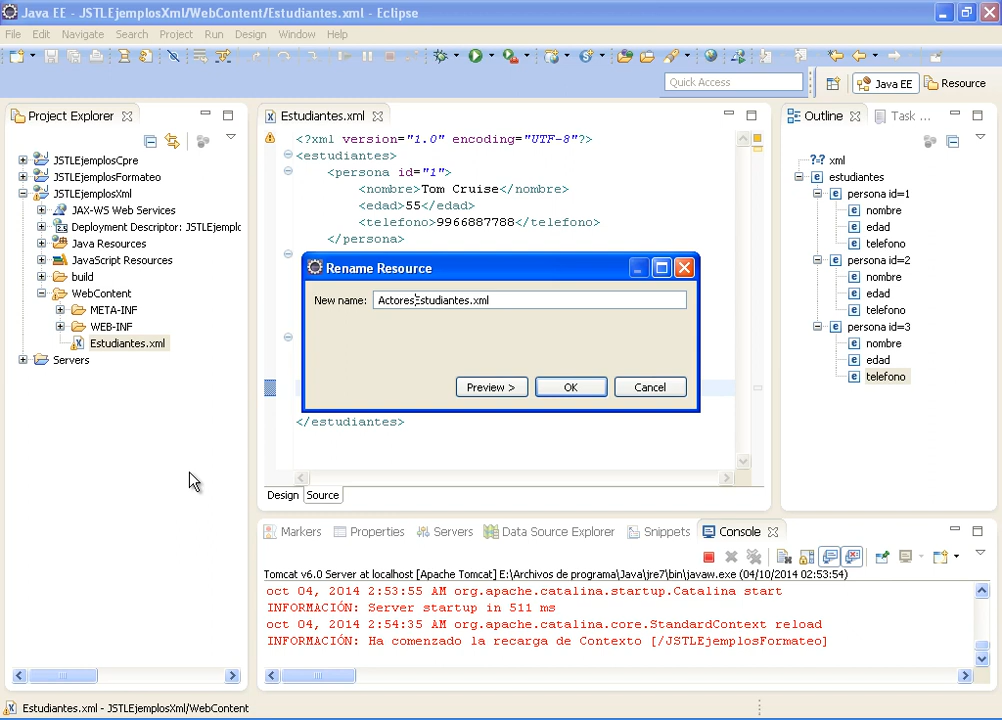 Java EE - JSTLEjemplosXml/WebContent/Estudiantes.xml - Eclipse
File Edit Navigate Search Project Run Design Window Help
Quick Access
Java EE
Resource
Project Explorer
JSTLEjemplosCpre
JSTLEjemplosFormateo
JSTLEjemplosXml
JAX-WS Web Services
Deployment Descriptor: JSTLEjemplo
Java Resources
JavaScript Resources
build
WebContent
META-INF
WEB-INF
Estudiantes.xml
Servers
Estudiantes.xml
<?xml version="1.0" encoding="UTF-8"?>
<estudiantes>
<persona id="1">
<nombre>Tom Cruise</nombre>
<edad>55</edad>
<telefono>9966887788</telefono>
</persona>
</estudiantes>
Design Source
Rename Resource
New name: ActoresEstudiantes.xml
Preview > OK Cancel
Outline Task ...
xml
estudiantes
persona id=1
nombre
edad
telefono
persona id=2
nombre
edad
telefono
persona id=3
nombre
edad
telefono
Markers Properties Servers Data Source Explorer Snippets Console
Tomcat v6.0 Server at localhost [Apache Tomcat] E:\Archivos de programa\Java\jre7\bin\javaw.exe (04/10/2014 02:53:54)
oct 04, 2014 2:53:55 AM org.apache.catalina.startup.Catalina start
INFORMACIÓN: Server startup in 511 ms
oct 04, 2014 2:54:35 AM org.apache.catalina.core.StandardContext reload
INFORMACIÓN: Ha comenzado la recarga de Contexto [/JSTLEjemplosFormateo]
Estudiantes.xml - JSTLEjemplosXml/WebContent